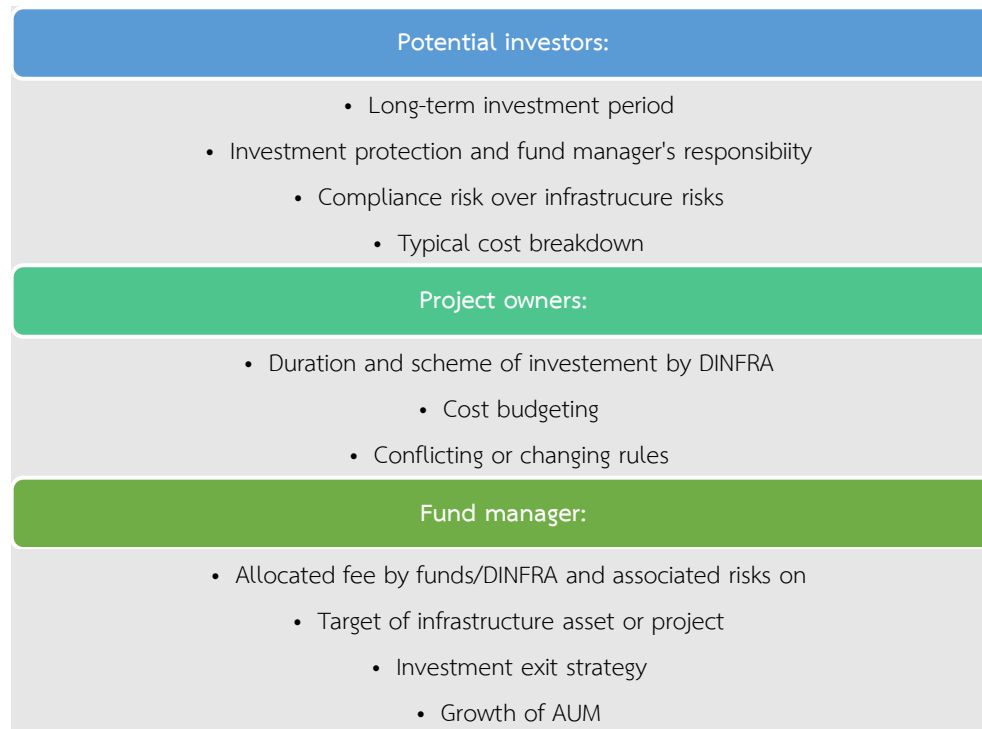 Potential investors:
• Long-term investment period
• Investment protection and fund manager's responsibiity
• Compliance risk over infrastrucure risks
• Typical cost breakdown
Project owners:
• Duration and scheme of investement by DINFRA
• Cost budgeting
• Conflicting or changing rules
Fund manager:
• Allocated fee by funds/DINFRA and associated risks on
• Target of infrastructure asset or project
• Investment exit strategy
• Growth of AUM